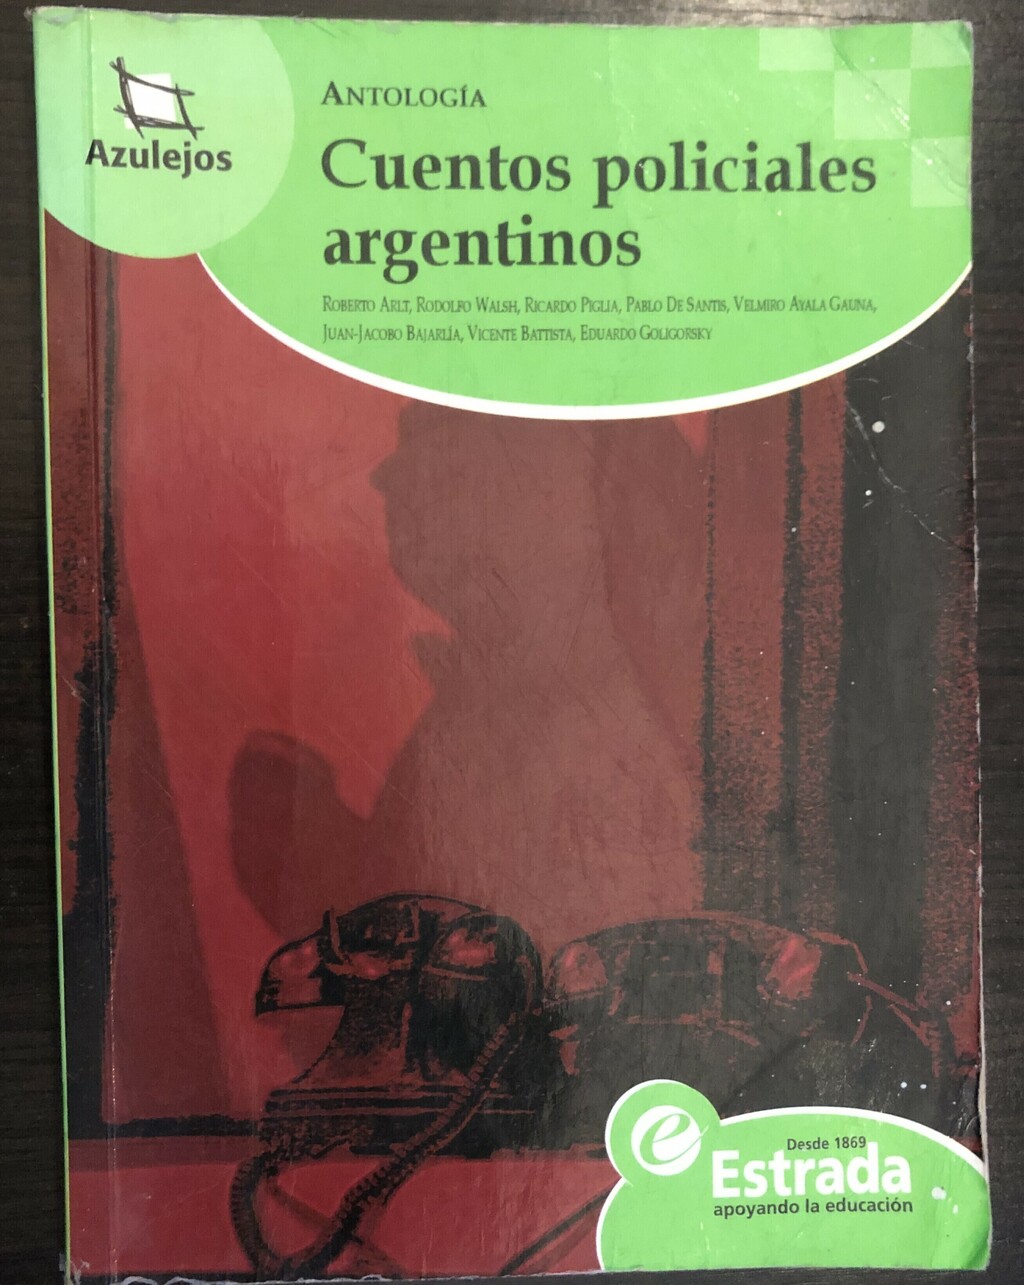 Azulejos
ANTOLOGÍA
Cuentos policiales
argentinos
ROBERTO ARLT, RODOLFO WALSH, RICARDO PIGLIA, PABLO DE SANTIS, VELMIRO AYALA GAUNA,
JUAN-JACOBO BAJARLÍA, VICENTE BATTISTA, EDUARDO GOLIGORSKY
e
Desde 1869
Estrada
apoyando la educación